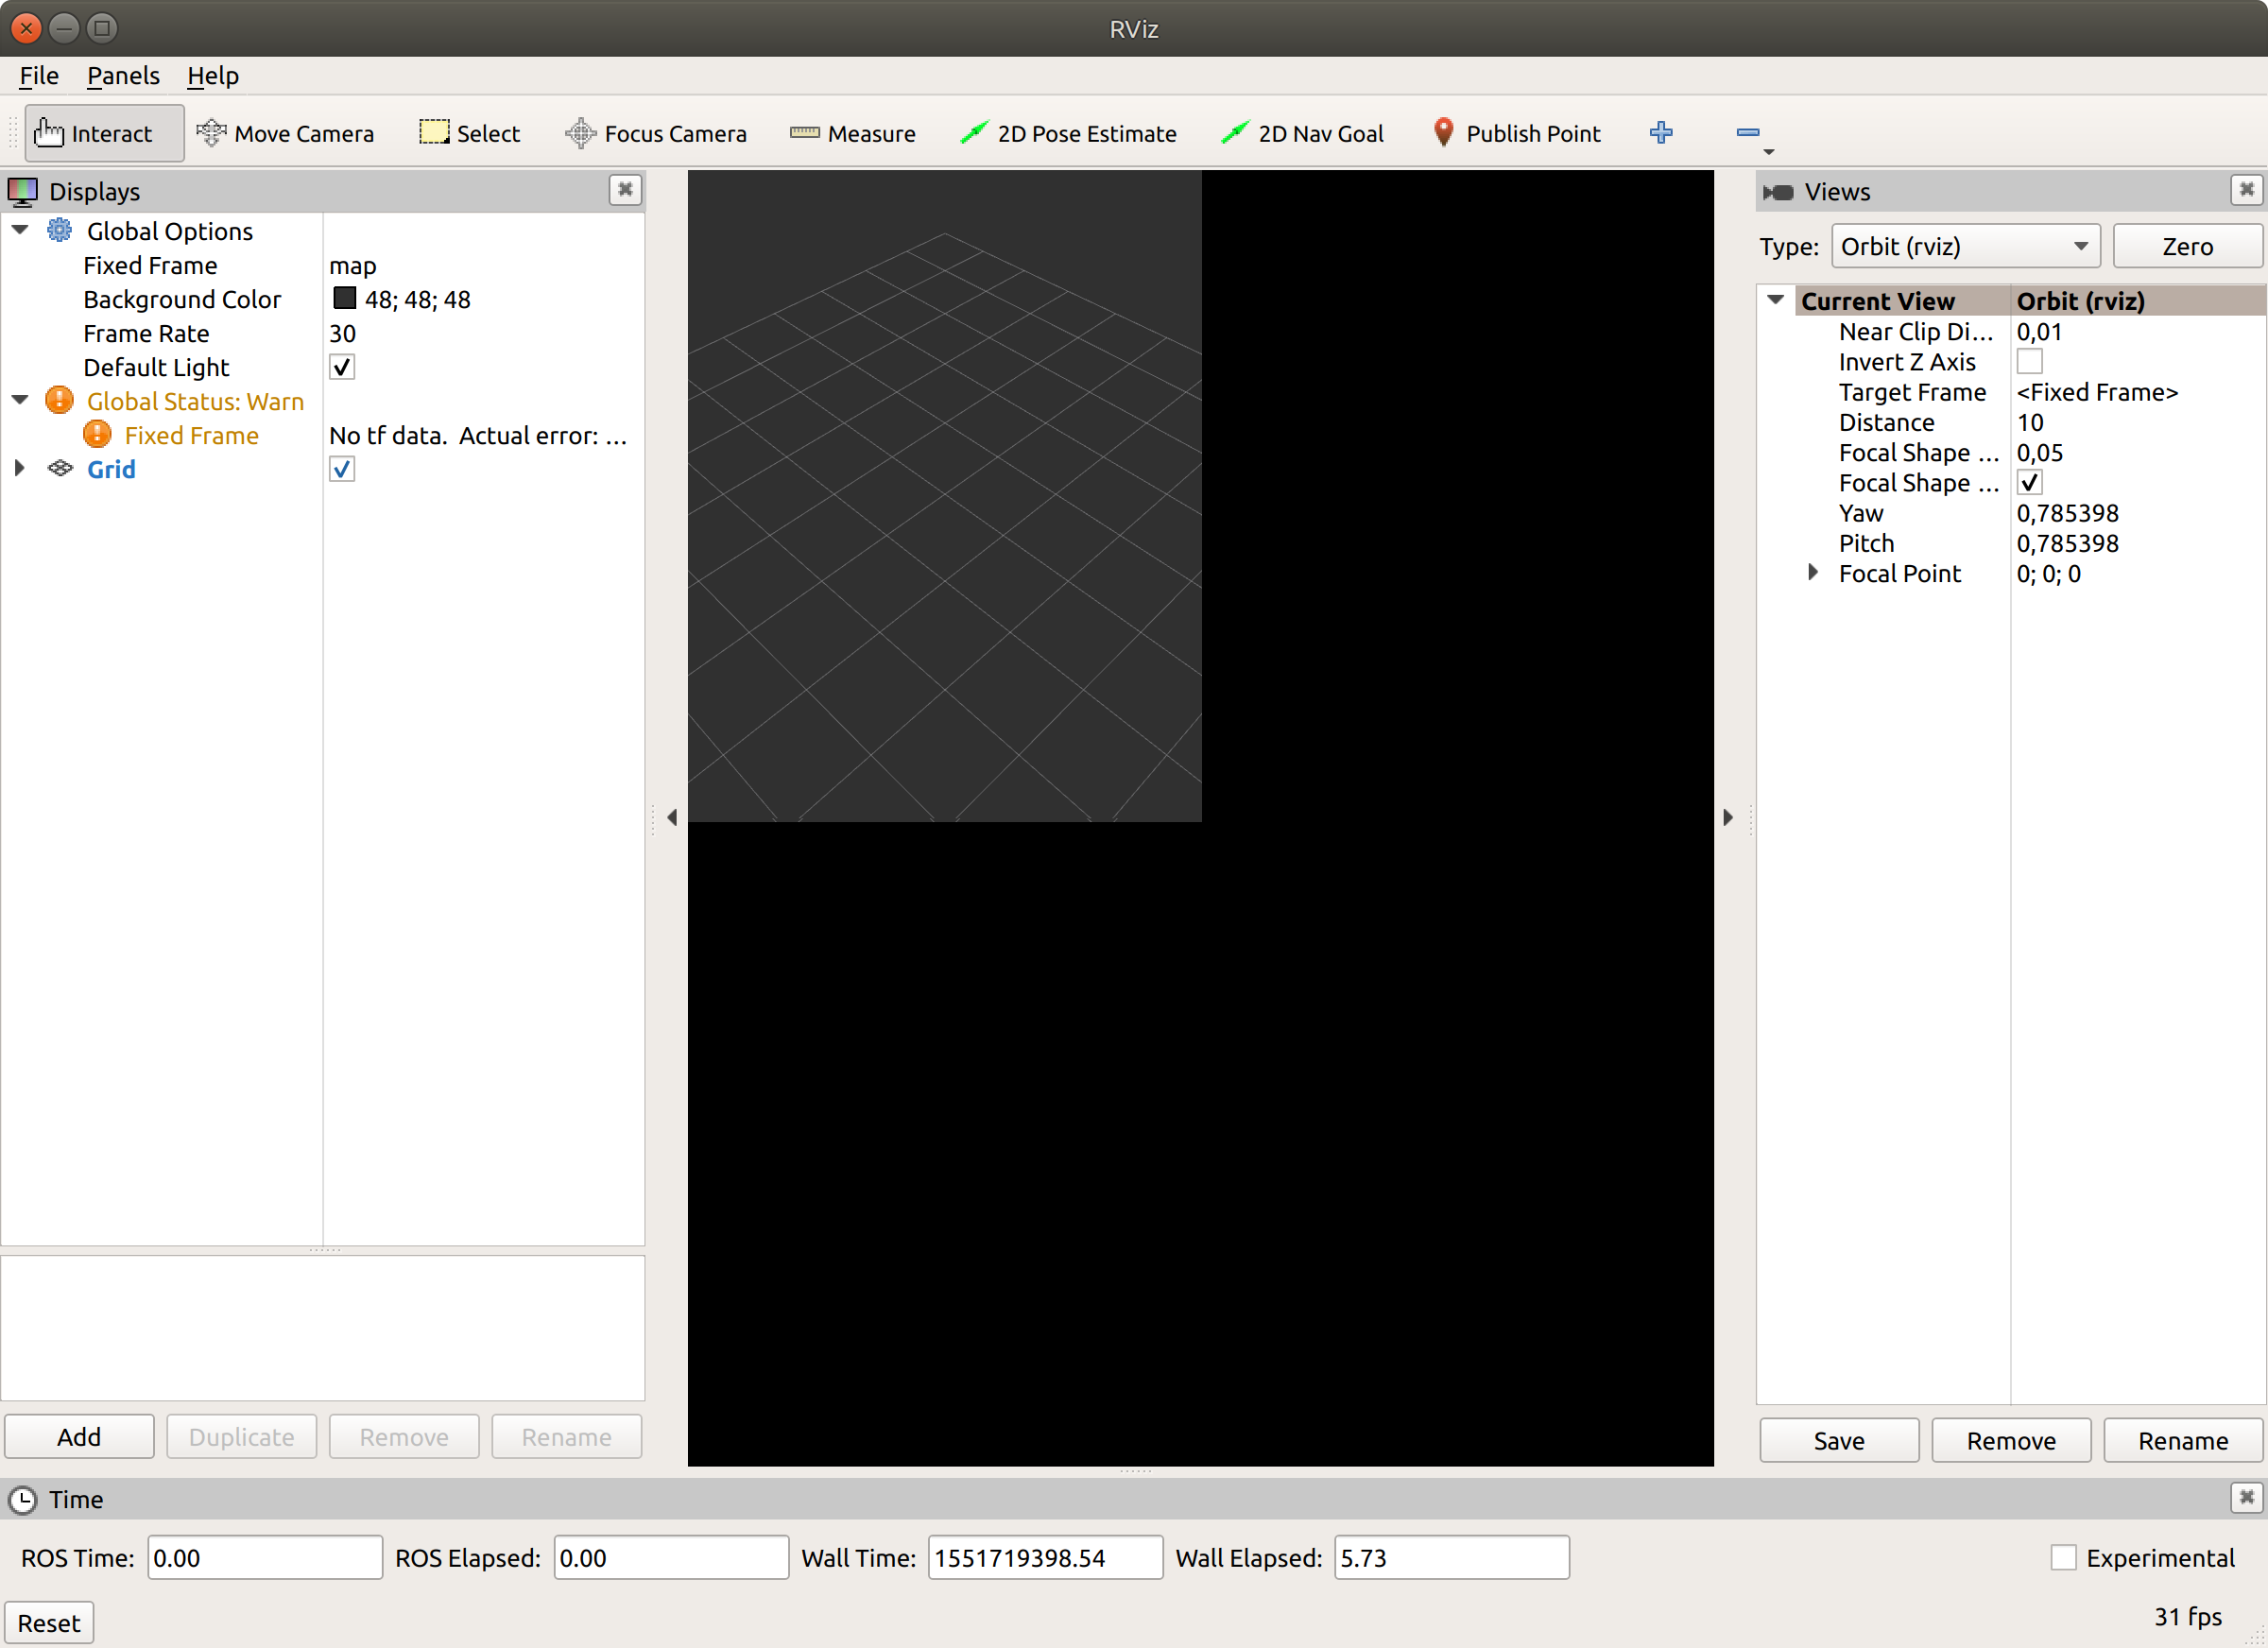 RViz
File Panels Help
Interact Move Camera Select Focus Camera Measure 2D Pose Estimate 2D Nav Goal Publish Point
Displays
Global Options
Fixed Frame map
Background Color 48; 48; 48
Frame Rate 30
Default Light
Global Status: Warn
Fixed Frame No tf data. Actual error: ...
Grid
Add Duplicate Remove Rename
Views
Type: Orbit (rviz) Zero
Current View Orbit (rviz)
Near Clip Di... 0,01
Invert Z Axis
Target Frame <Fixed Frame>
Distance 10
Focal Shape ... 0,05
Focal Shape ...
Yaw 0,785398
Pitch 0,785398
Focal Point 0; 0; 0
Save Remove Rename
Time
ROS Time: 0.00 ROS Elapsed: 0.00 Wall Time: 1551719398.54 Wall Elapsed: 5.73 Experimental
Reset 31 fps